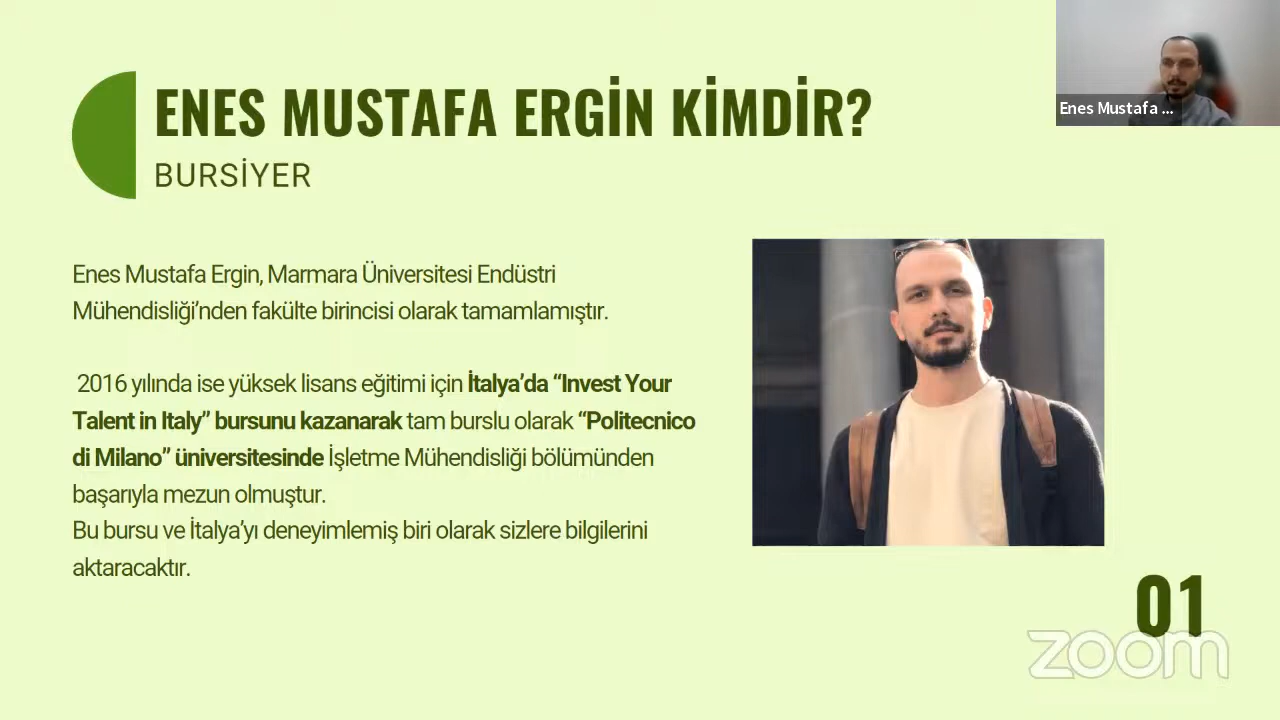 ENES MUSTAFA ERGİN KİMDİR?
BURSİYER
Enes Mustafa ...
Enes Mustafa Ergin, Marmara Üniversitesi Endüstri
Mühendisliği’nden fakülte birincisi olarak tamamlamıştır.
2016 yılında ise yüksek lisans eğitimi için İtalya’da “Invest Your
Talent in Italy” bursunu kazanarak tam burslu olarak “Politecnico
di Milano” üniversitesinde İşletme Mühendisliği bölümünden
başarıyla mezun olmuştur.
Bu bursu ve İtalya’yı deneyimlemiş biri olarak sizlere bilgilerini
aktaracaktır.
01
zoom